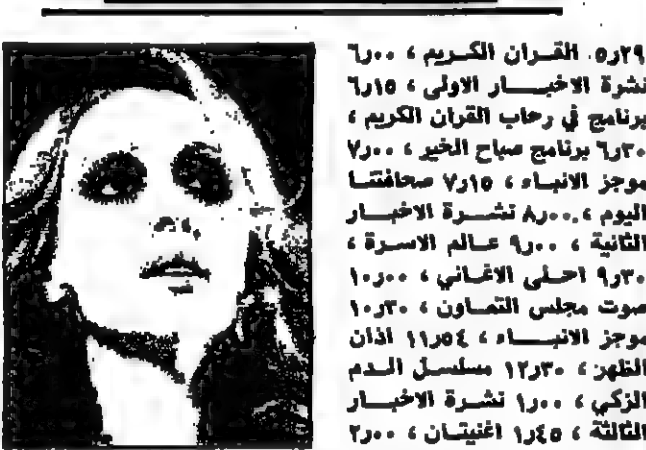 ٥٫٢٩ القران الكريم ، ٦٫٠٠
نشرة الاخبار الاولى ، ٦٫١٥
برنامج في رحاب القران الكريم ،
٦٫٣٠ برنامج صباح الخير ، ٧٫٠٠
موجز الانباء ، ٧٫١٥ صحافتنا
اليوم ، ٨٫٠٠ نشرة الاخبار
الثانية ، ٩٫٠٠ عالم الاسرة ،
٩٫٣٠ احلى الاغاني ، ١٠٫٠٠
صوت مجلس التعاون ، ١٠٫٣٠
موجز الانباء ، ١١٫٥٤ اذان
الظهر ، ١٢٫٣٠ مسلسل الدم
الزكي ، ١٫٠٠ نشرة الاخبار
الثالثة ، ١٫٤٥ اغنيتان ، ٢٫٠٠